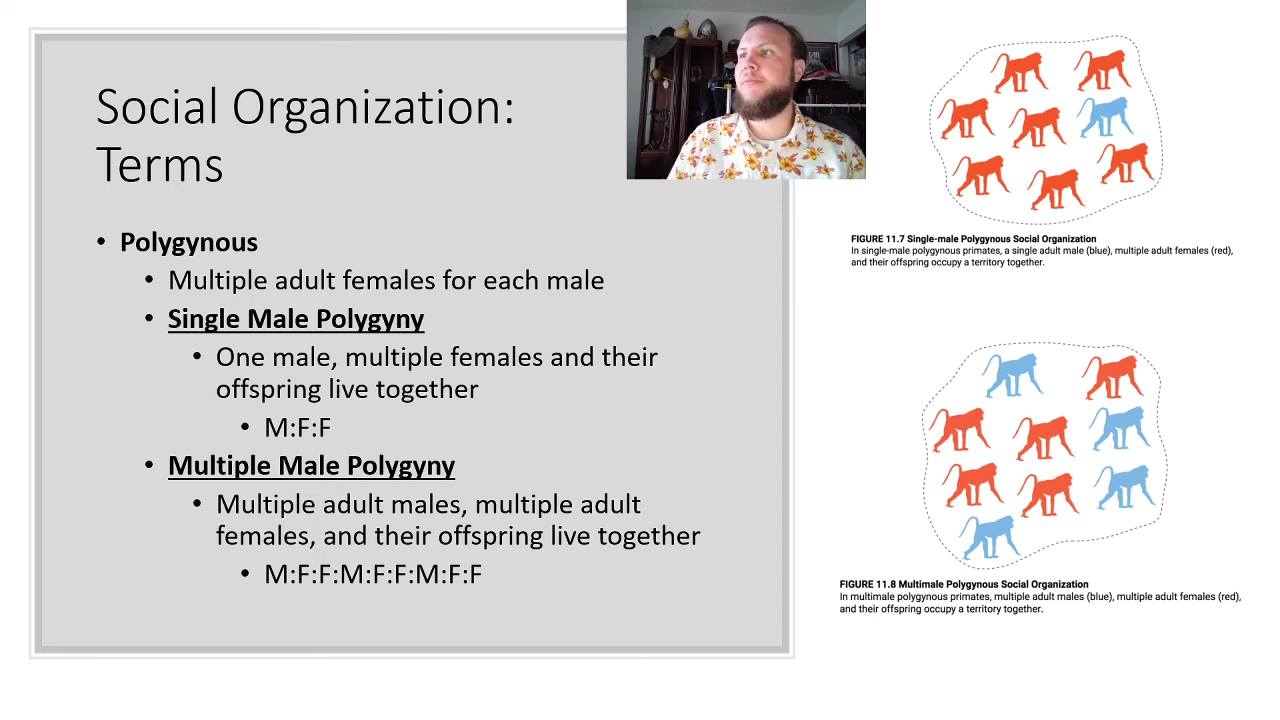 Social Organization:
Terms
• Polygynous
• Multiple adult females for each male
• Single Male Polygyny
• One male, multiple females and their
offspring live together
• M:F:F
• Multiple Male Polygyny
• Multiple adult males, multiple adult
females, and their offspring live together
• M:F:F:M:F:F:M:F:F
FIGURE 11.7 Single-male Polygynous Social Organization
In single-male polygynous primates, a single adult male (blue), multiple adult females (red),
and their offspring occupy a territory together.
FIGURE 11.8 Multimale Polygynous Social Organization
In multimale polygynous primates, multiple adult males (blue), multiple adult females (red),
and their offspring occupy a territory together.